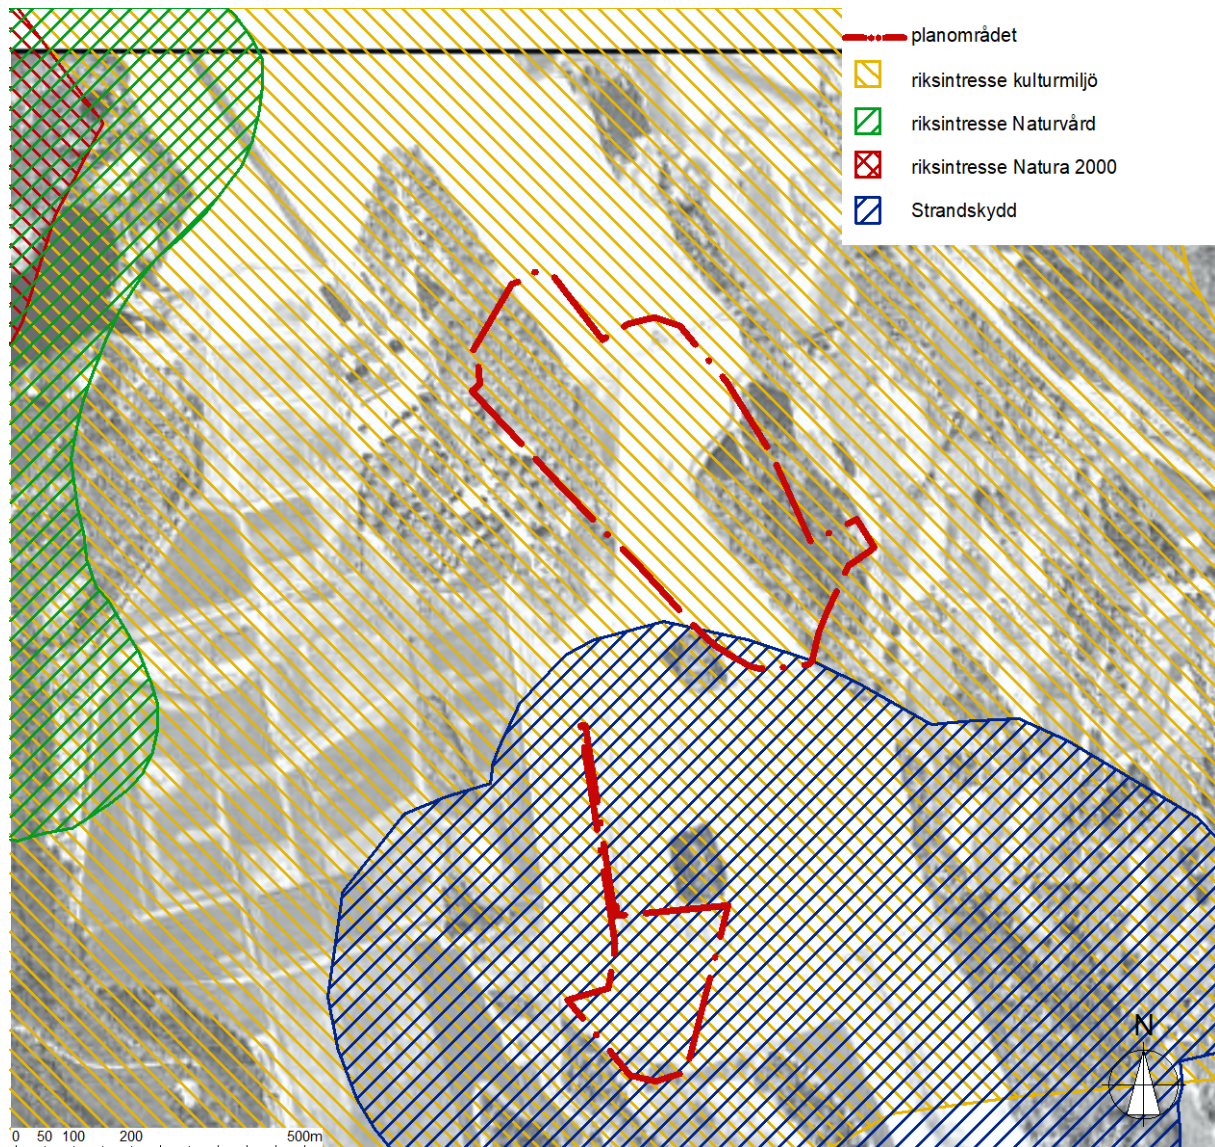 planområdet
riksintresse kulturmiljö
riksintresse Naturvård
riksintresse Natura 2000
Strandskydd
N
0 50 100 200 500m